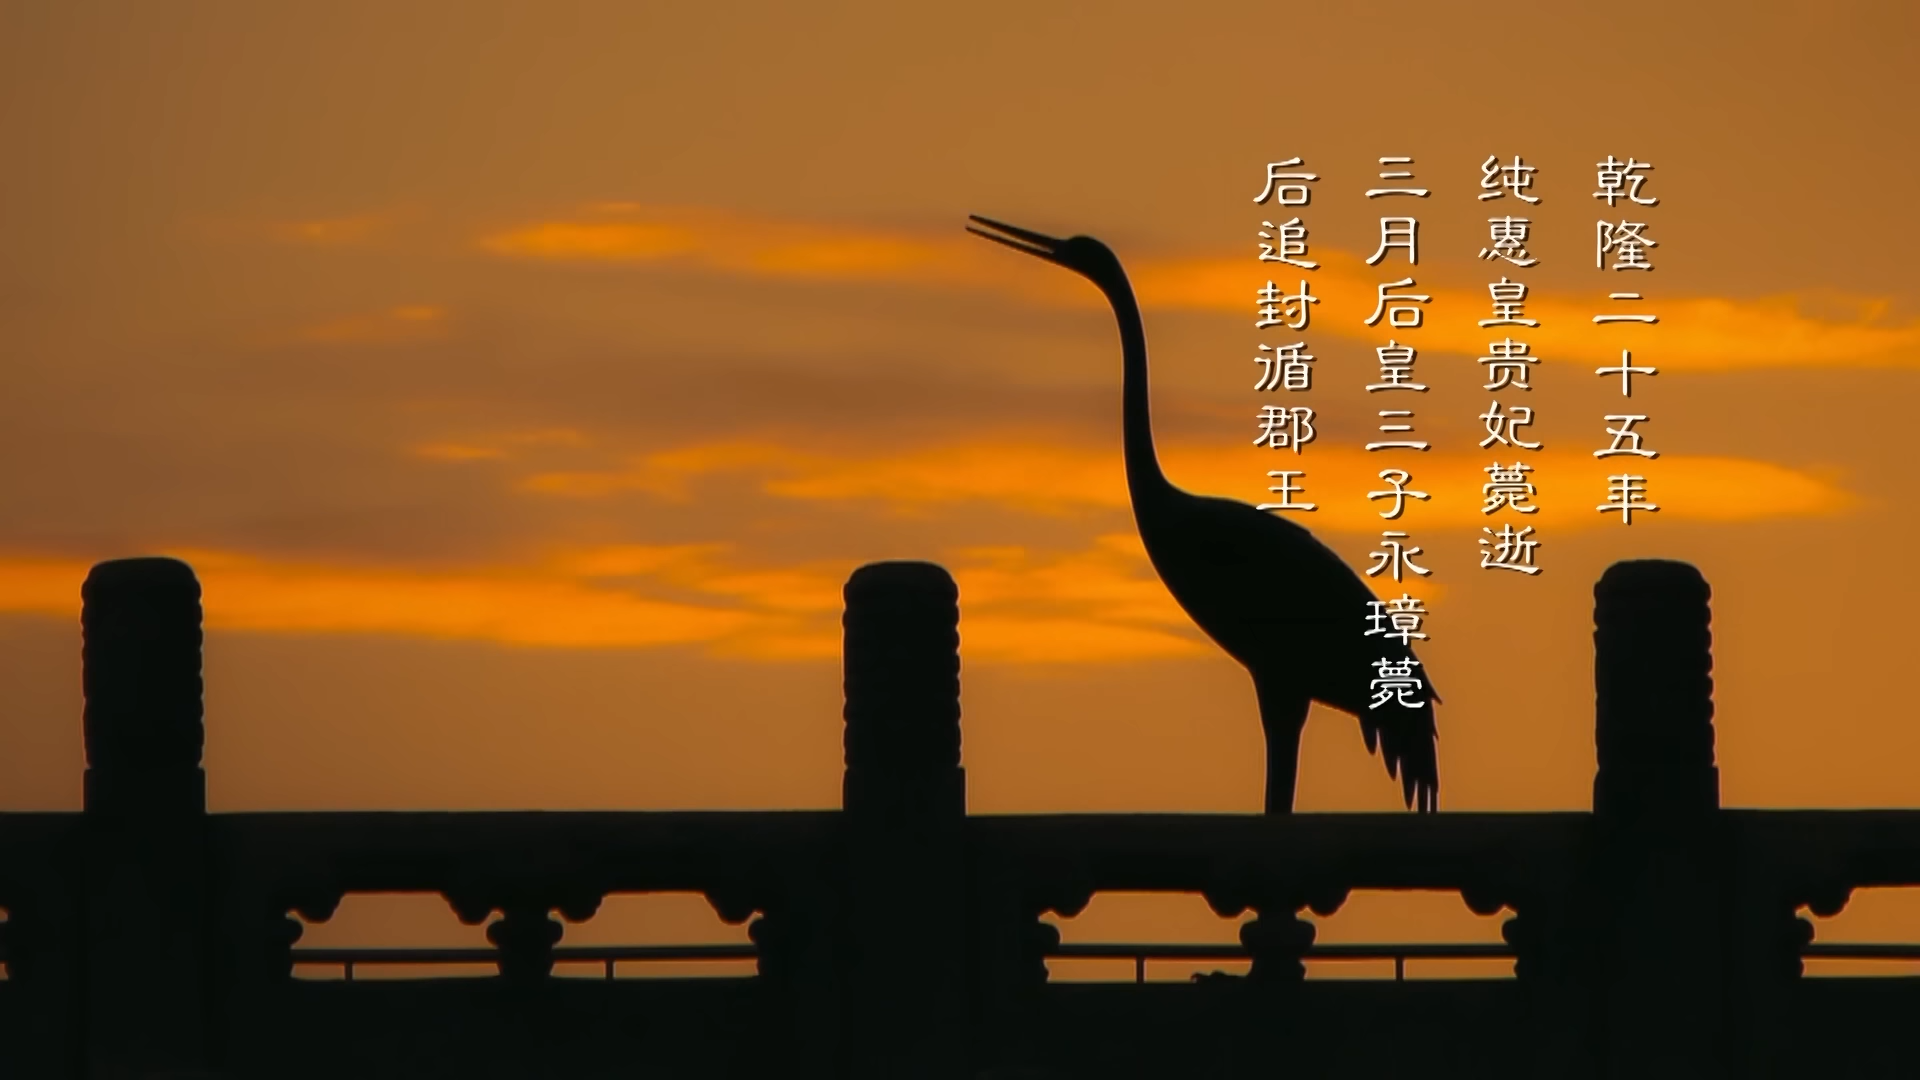 乾隆二十五年
纯惠皇贵妃薨逝
三月后皇三子永璋薨
后追封循郡王